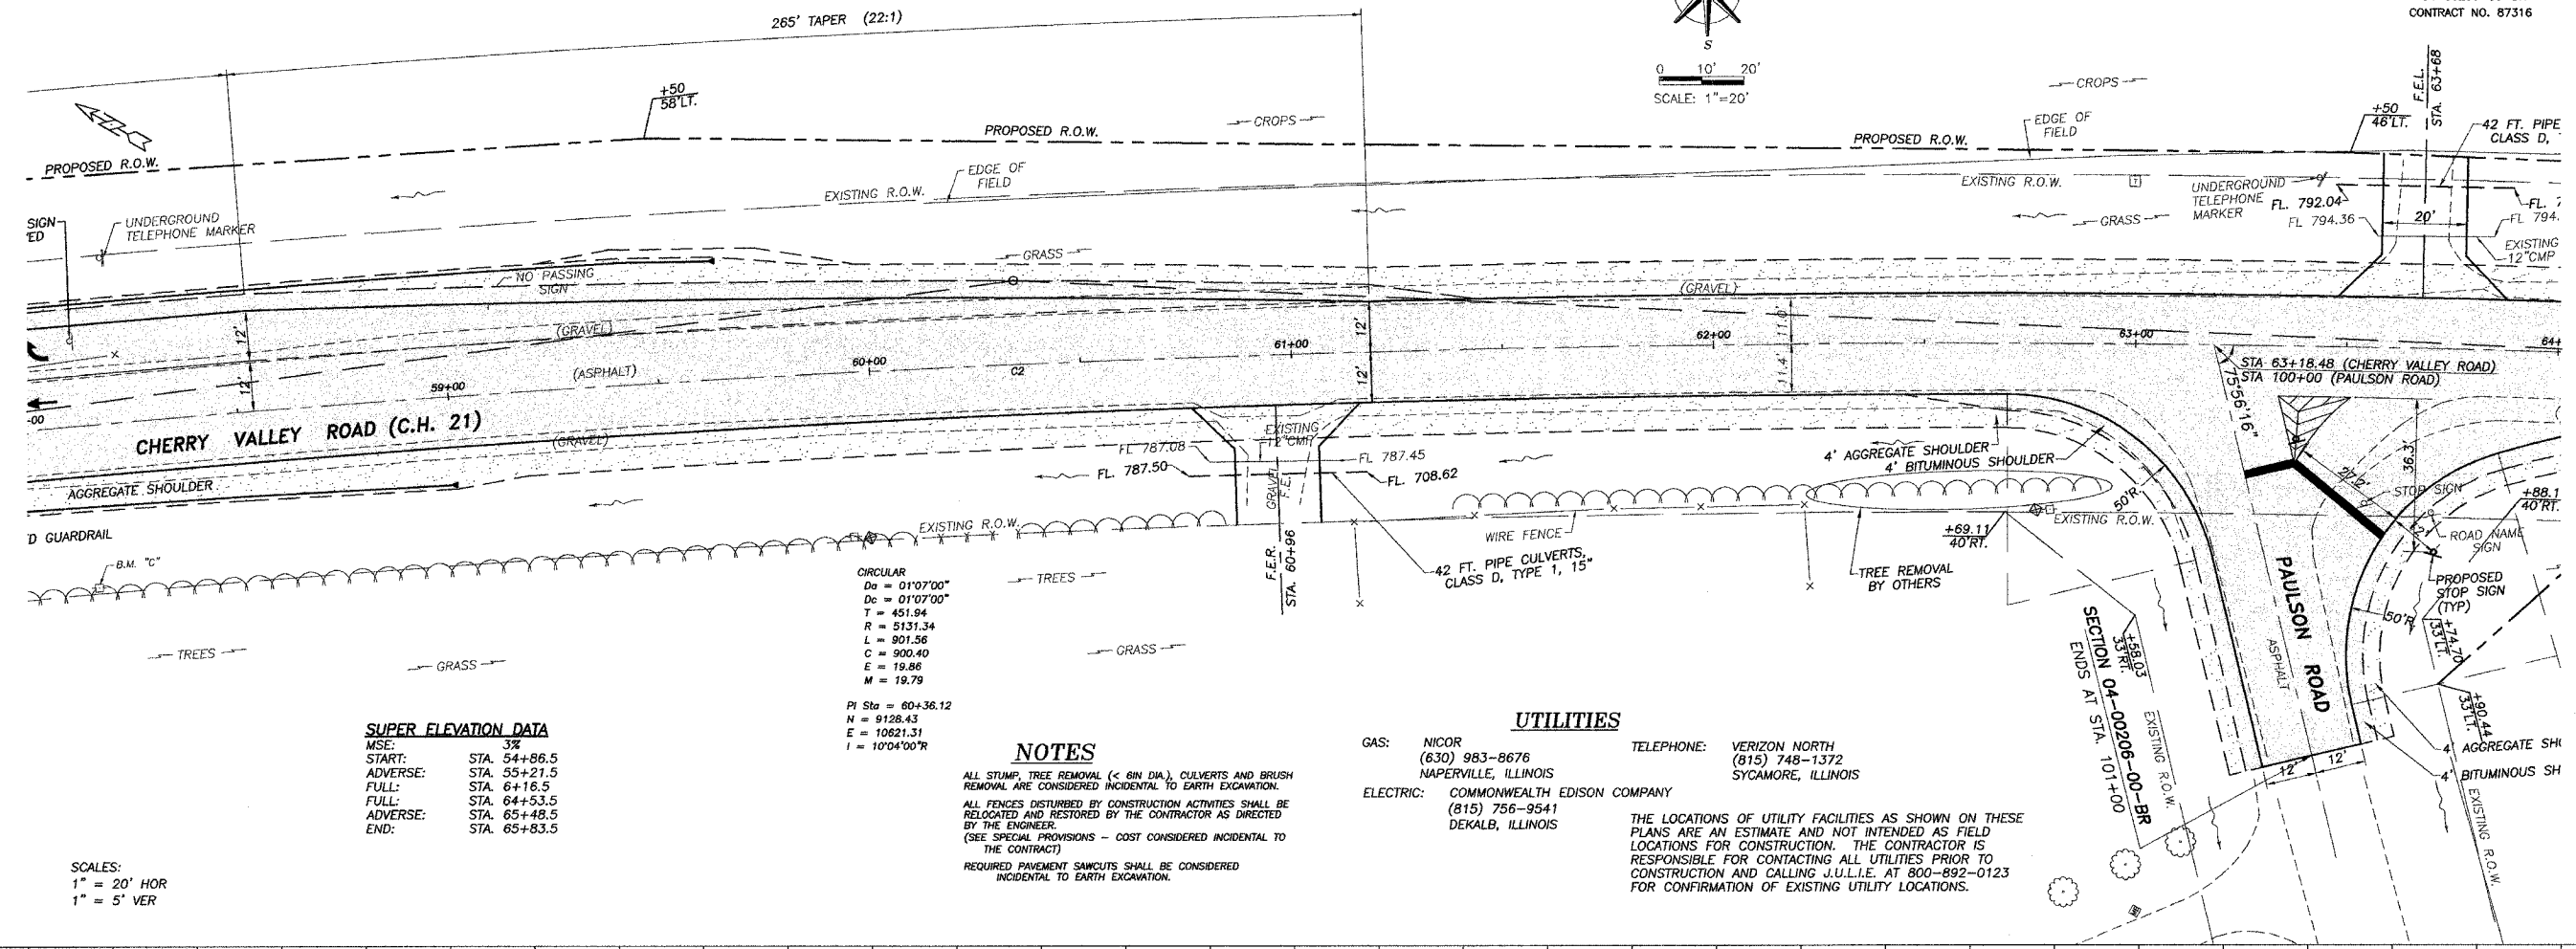 265' TAPER (22:1)
S
0 10' 20'
SCALE: 1"=20'
CONTRACT NO. 87316
CROPS
F.E.L.
STA. 63+68
+50
58'LT.
PROPOSED R.O.W.
CROPS
PROPOSED R.O.W.
EDGE OF
FIELD
+50
46'LT.
42 FT. PIPE
CLASS D,
PROPOSED R.O.W.
EDGE OF
FIELD
EXISTING R.O.W.
EXISTING R.O.W.
T
UNDERGROUND
TELEPHONE
MARKER
FL. 792.04
FL 794.36
20'
FL. 7
FL 794.
EXISTING
12"CMP
GRASS
SIGN
'ED
UNDERGROUND
TELEPHONE MARKER
NO PASSING
SIGN
GRASS
(GRAVEL)
(GRAVEL)
12'
12'
12'
12'
11.0'
11.4'
59+00
60+00
61+00
62+00
63+00
64+
-00
(ASPHALT)
C2
CHERRY VALLEY ROAD (C.H. 21)
(GRAVEL)
AGGREGATE SHOULDER
STA 63+18.48 (CHERRY VALLEY ROAD)
STA 100+00 (PAULSON ROAD)
75°56'16"
FL 787.08
FL. 787.50
EXISTING
12"CMP
FL 787.45
FL. 708.62
GRAVEL
F.E.
4' AGGREGATE SHOULDER
4' BITUMINOUS SHOULDER
50'R.
36.3'
27.2'
STOP SIGN
+88.1
40'RT.
ROAD NAME
SIGN
D GUARDRAIL
B.M. "C"
EXISTING R.O.W.
F.E.R.
STA. 60+96
WIRE FENCE
+69.11
40'RT.
EXISTING R.O.W.
42 FT. PIPE CULVERTS,
CLASS D, TYPE 1, 15"
TREE REMOVAL
BY OTHERS
PROPOSED
STOP SIGN
(TYP)
+74.70
33'LT.
50'R.
PAULSON ROAD
ASPHALT
+58.03
33'RT.
SECTION 04-00206-00-BR
ENDS AT STA. 101+00
EXISTING R.O.W.
+90.44
33'LT.
4' AGGREGATE SH
4' BITUMINOUS SH
12' 12'
EXISTING R.O.W.
TREES
GRASS
TREES
GRASS
CIRCULAR
Da = 01°07'00"
Dc = 01°07'00"
T = 451.94
R = 5131.34
L = 901.56
C = 900.40
E = 19.86
M = 19.79
PI Sta = 60+36.12
N = 9128.43
E = 10621.31
I = 10°04'00"R
SUPER ELEVATION DATA
MSE: 3%
START: STA. 54+86.5
ADVERSE: STA. 55+21.5
FULL: STA. 6+16.5
FULL: STA. 64+53.5
ADVERSE: STA. 65+48.5
END: STA. 65+83.5
SCALES:
1" = 20' HOR
1" = 5' VER
NOTES
ALL STUMP, TREE REMOVAL (< 6IN DIA.), CULVERTS AND BRUSH
REMOVAL ARE CONSIDERED INCIDENTAL TO EARTH EXCAVATION.
ALL FENCES DISTURBED BY CONSTRUCTION ACTIVITIES SHALL BE
RELOCATED AND RESTORED BY THE CONTRACTOR AS DIRECTED
BY THE ENGINEER.
(SEE SPECIAL PROVISIONS - COST CONSIDERED INCIDENTAL TO
THE CONTRACT)
REQUIRED PAVEMENT SAWCUTS SHALL BE CONSIDERED
INCIDENTAL TO EARTH EXCAVATION.
UTILITIES
GAS: NICOR
(630) 983-8676
NAPERVILLE, ILLINOIS
ELECTRIC: COMMONWEALTH EDISON COMPANY
(815) 756-9541
DEKALB, ILLINOIS
TELEPHONE: VERIZON NORTH
(815) 748-1372
SYCAMORE, ILLINOIS
THE LOCATIONS OF UTILITY FACILITIES AS SHOWN ON THESE
PLANS ARE AN ESTIMATE AND NOT INTENDED AS FIELD
LOCATIONS FOR CONSTRUCTION. THE CONTRACTOR IS
RESPONSIBLE FOR CONTACTING ALL UTILITIES PRIOR TO
CONSTRUCTION AND CALLING J.U.L.I.E. AT 800-892-0123
FOR CONFIRMATION OF EXISTING UTILITY LOCATIONS.